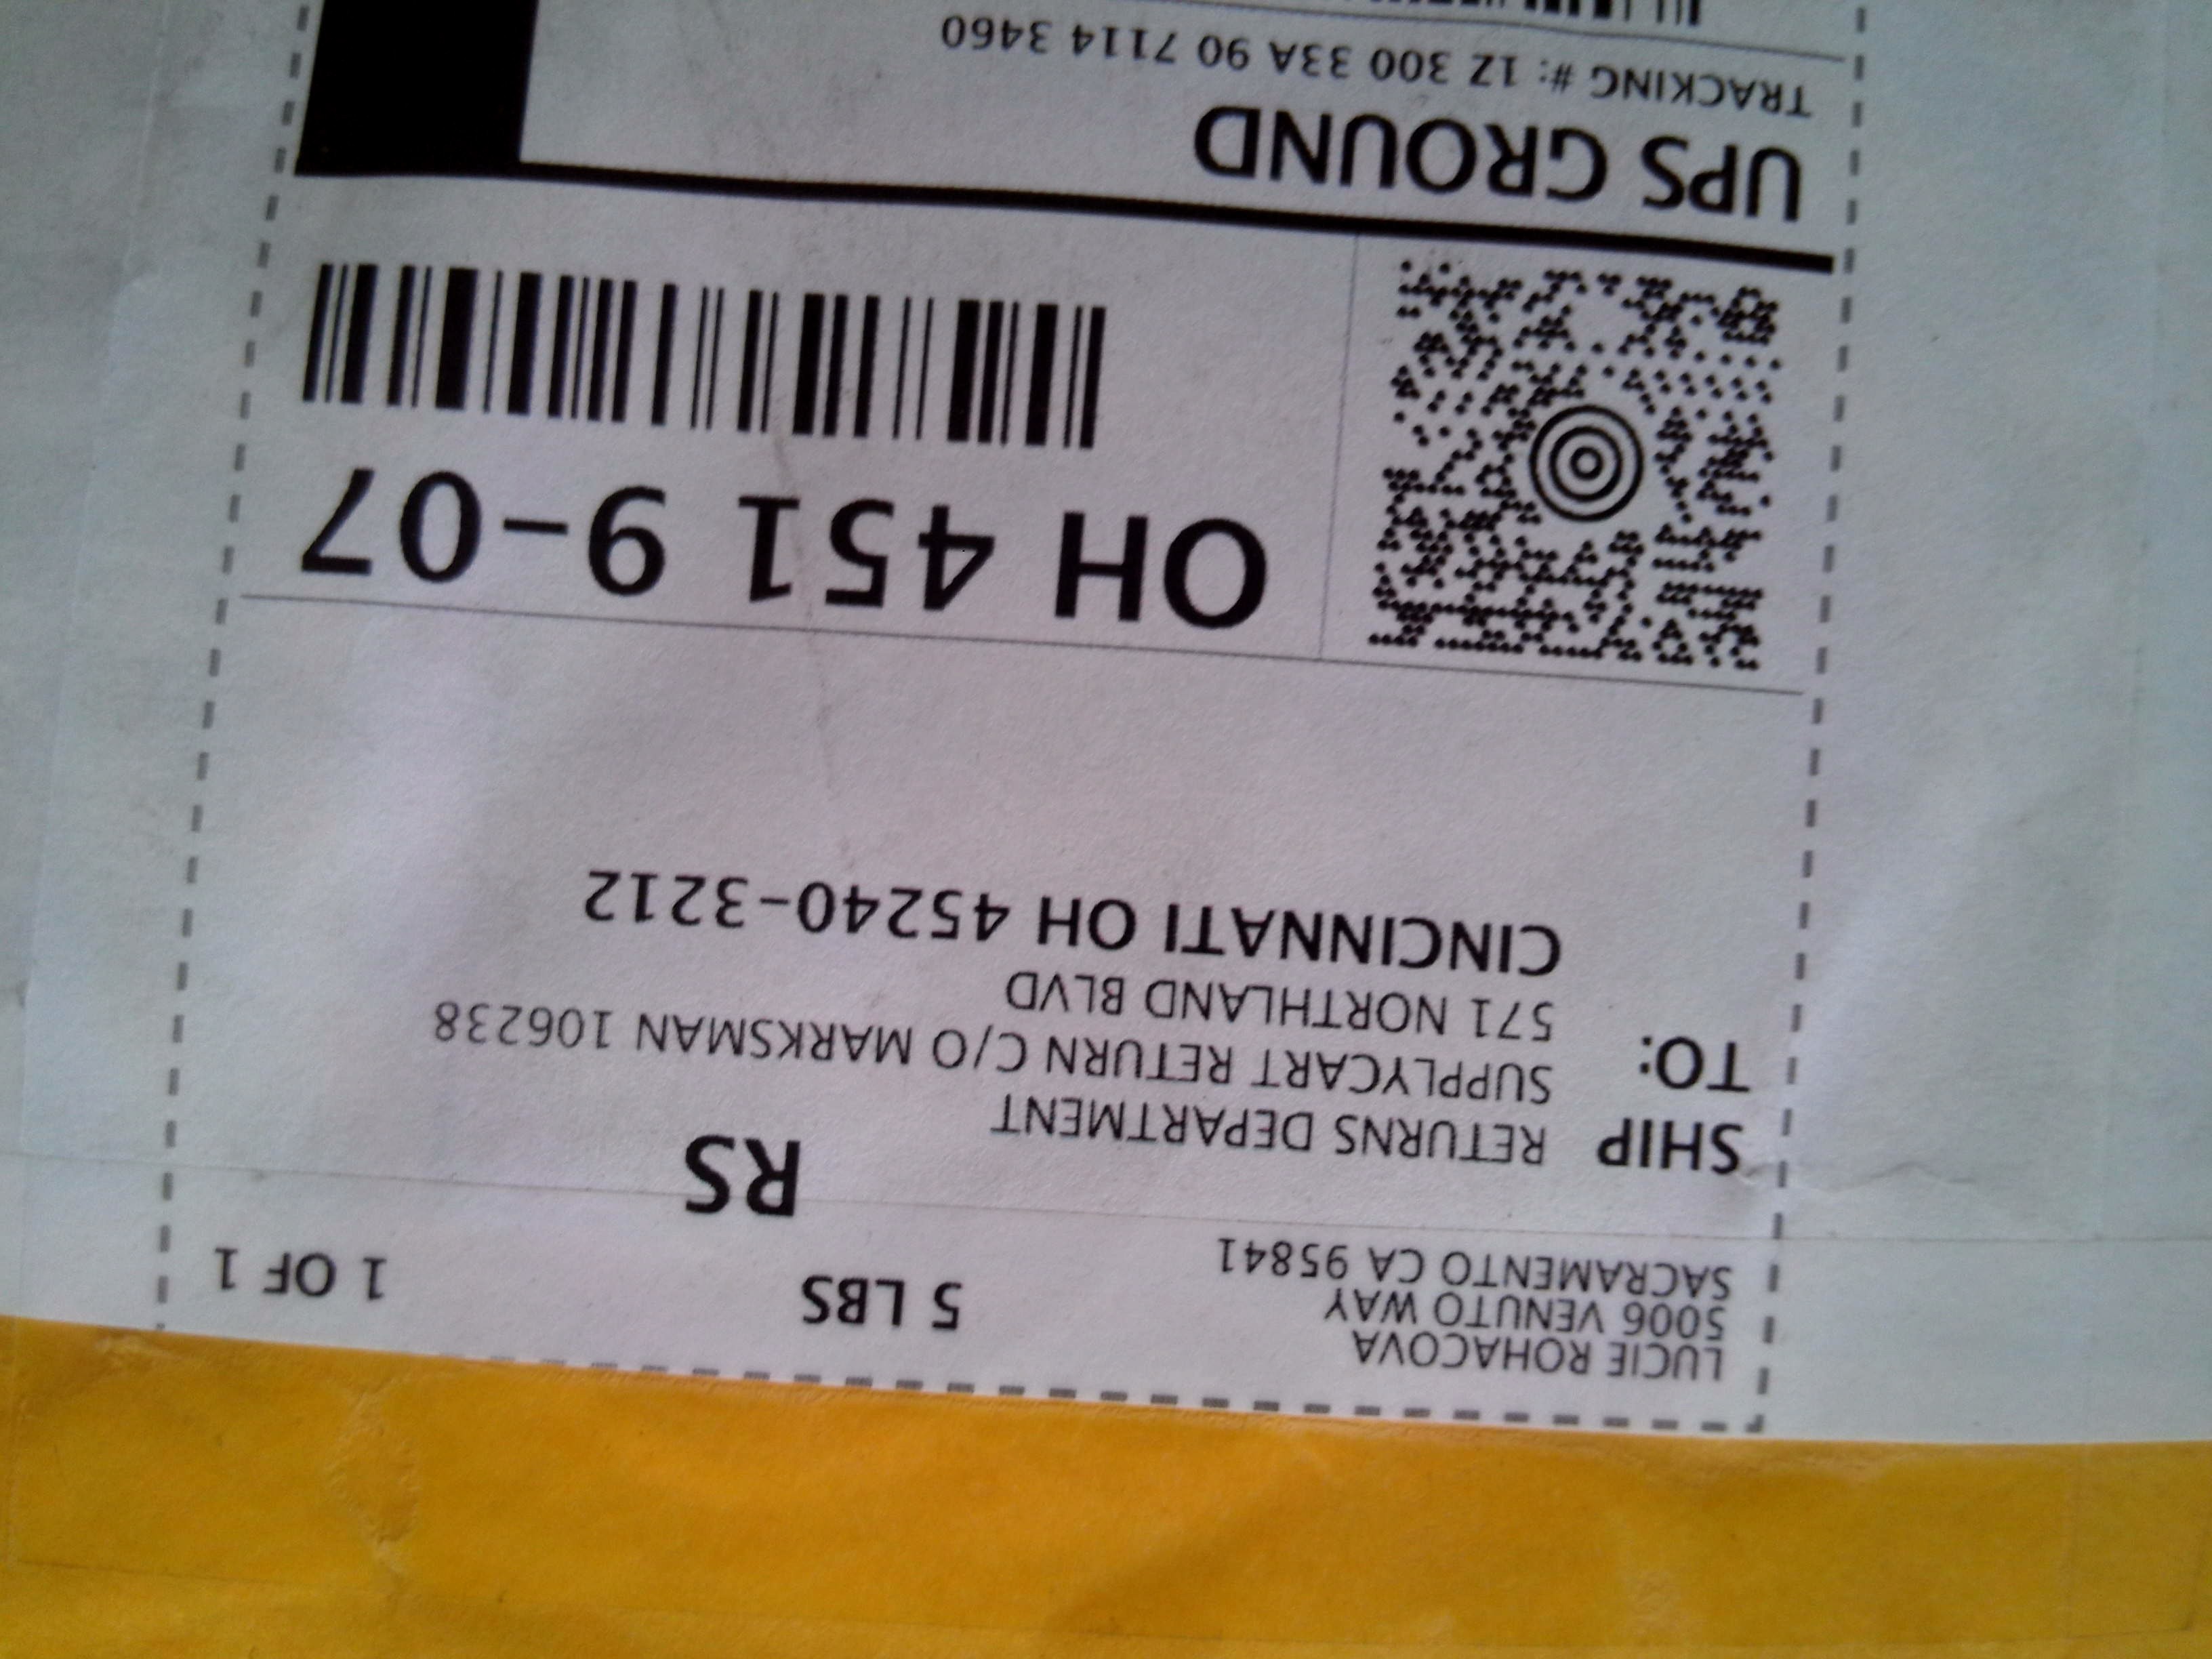 LUCIE ROHACOVA
5006 VENUTO WAY
SACRAMENTO CA 95841
5 LBS
1 OF 1
RS
SHIP
TO:
RETURNS DEPARTMENT
SUPPLYCART RETURN C/O MARKSMAN 106238
571 NORTHLAND BLVD
CINCINNATI OH 45240-3212
OH 451 9-07
UPS GROUND
TRACKING #: 1Z 300 33A 90 7114 3460